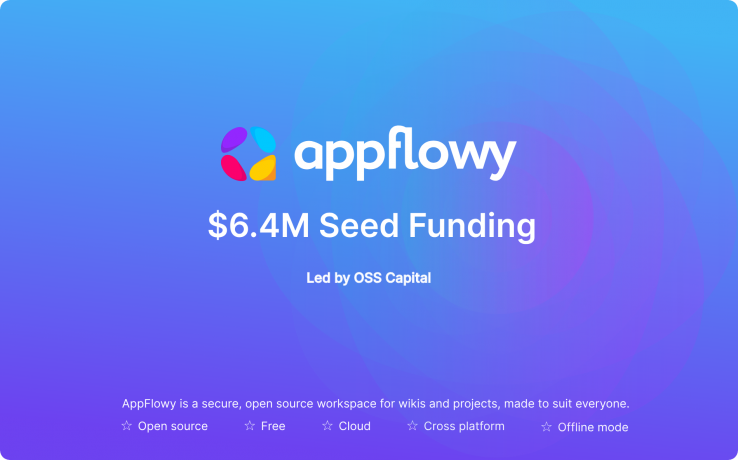 appflowy
$6.4M Seed Funding
Led by OSS Capital
AppFlowy is a secure, open source workspace for wikis and projects, made to suit everyone.
☆ Open source ☆ Free ☆ Cloud ☆ Cross platform ☆ Offline mode